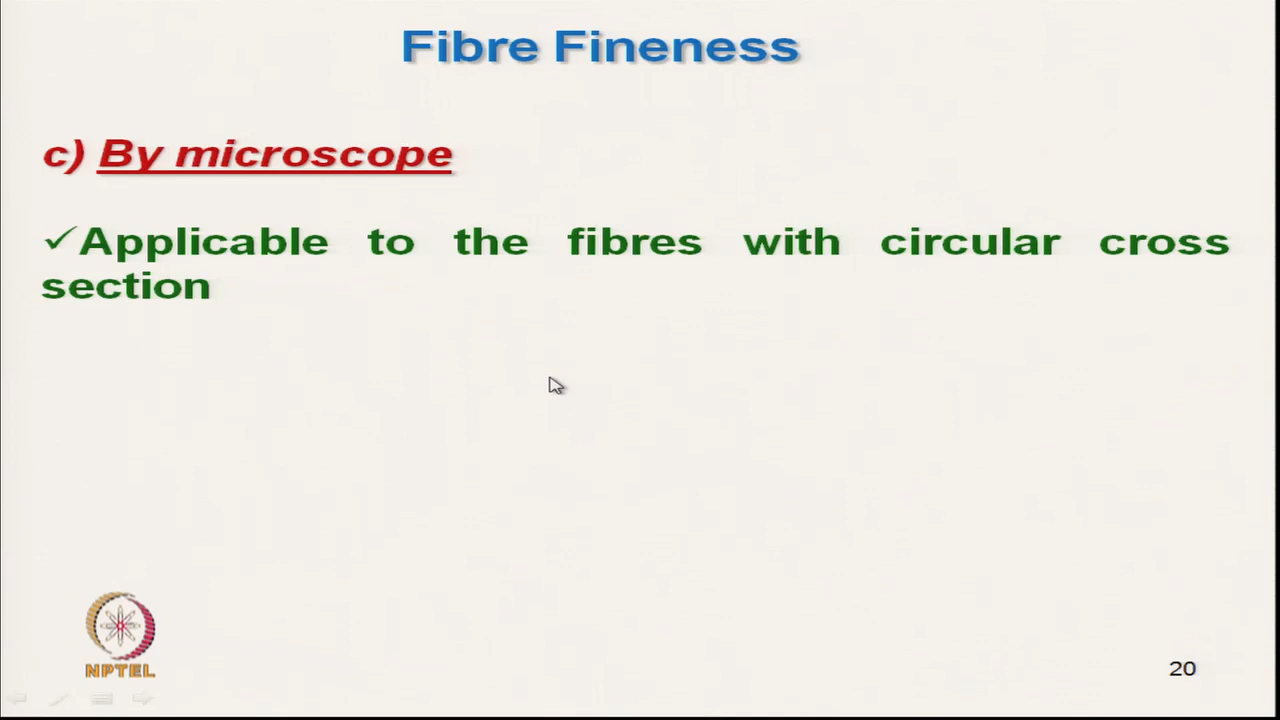 Fibre Fineness
c) By microscope
✓Applicable to the fibres with circular cross
section
NPTEL
20